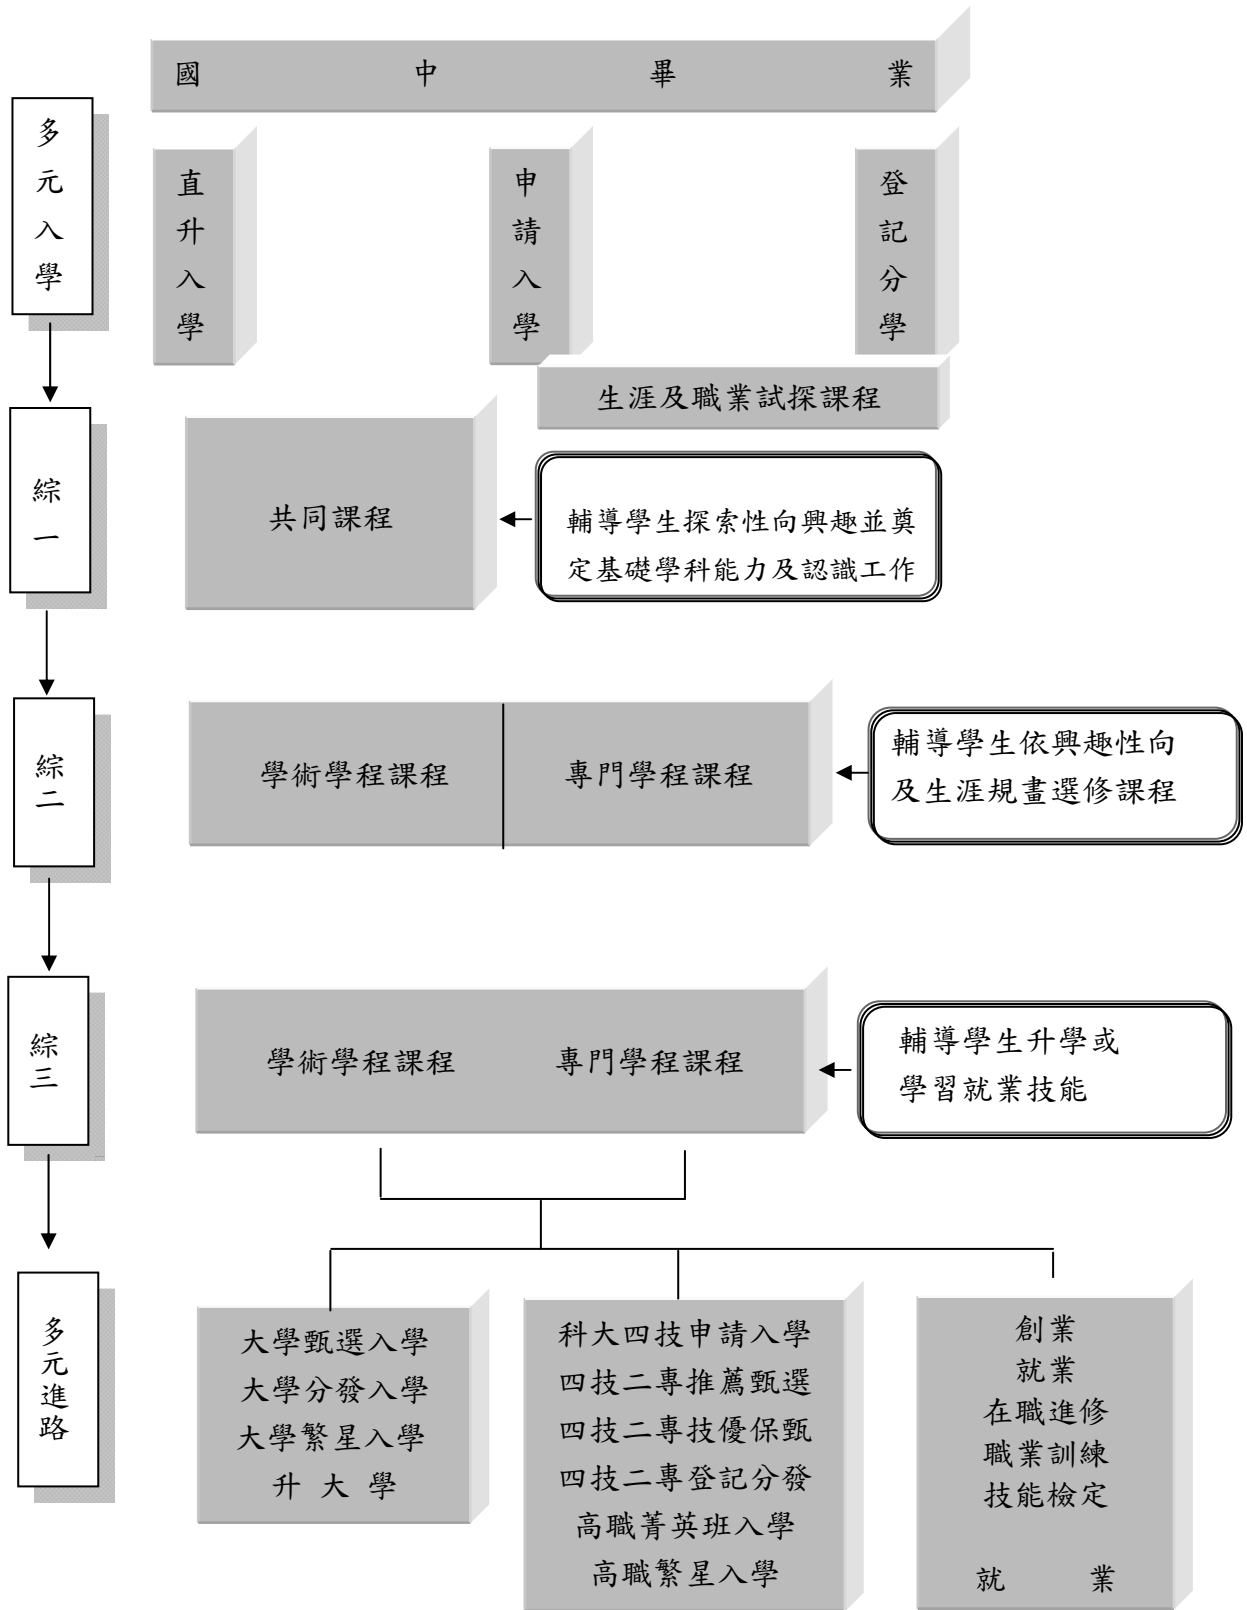 國 中 畢 業
多元入學
直升入學
申請入學
登記分學
生涯及職業試探課程
綜一
共同課程
輔導學生探索性向興趣並奠
定基礎學科能力及認識工作
綜二
學術學程課程
專門學程課程
輔導學生依興趣性向
及生涯規畫選修課程
綜三
學術學程課程
專門學程課程
輔導學生升學或
學習就業技能
多元進路
大學甄選入學
大學分發入學
大學繁星入學
升 大 學
科大四技申請入學
四技二專推薦甄選
四技二專技優保甄
四技二專登記分發
高職菁英班入學
高職繁星入學
創業
就業
在職進修
職業訓練
技能檢定
就 業